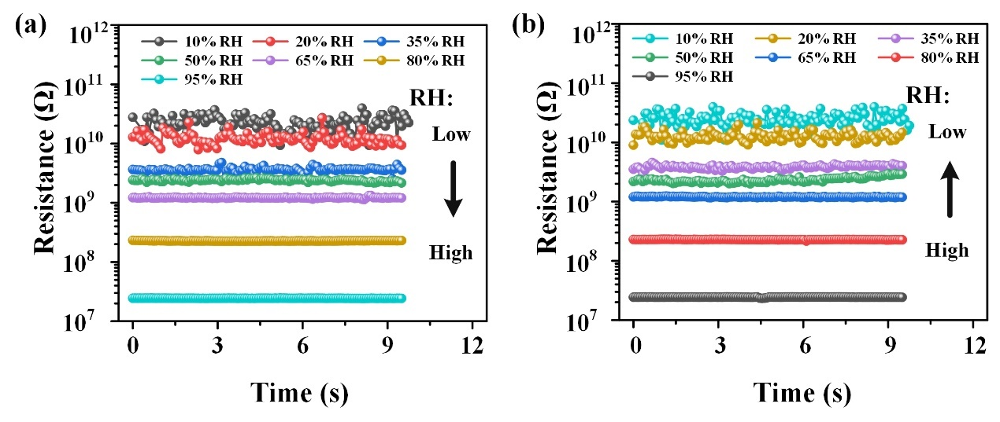 (a)
10% RH 20% RH 35% RH
50% RH 65% RH 80% RH
95% RH
RH:
Low
High
10¹²
10¹¹
10¹⁰
10⁹
10⁸
10⁷
Resistance (Ω)
0 3 6 9 12
Time (s)
(b)
10% RH 20% RH 35% RH
50% RH 65% RH 80% RH
95% RH
RH:
Low
High
10¹²
10¹¹
10¹⁰
10⁹
10⁸
10⁷
Resistance (Ω)
0 3 6 9 12
Time (s)